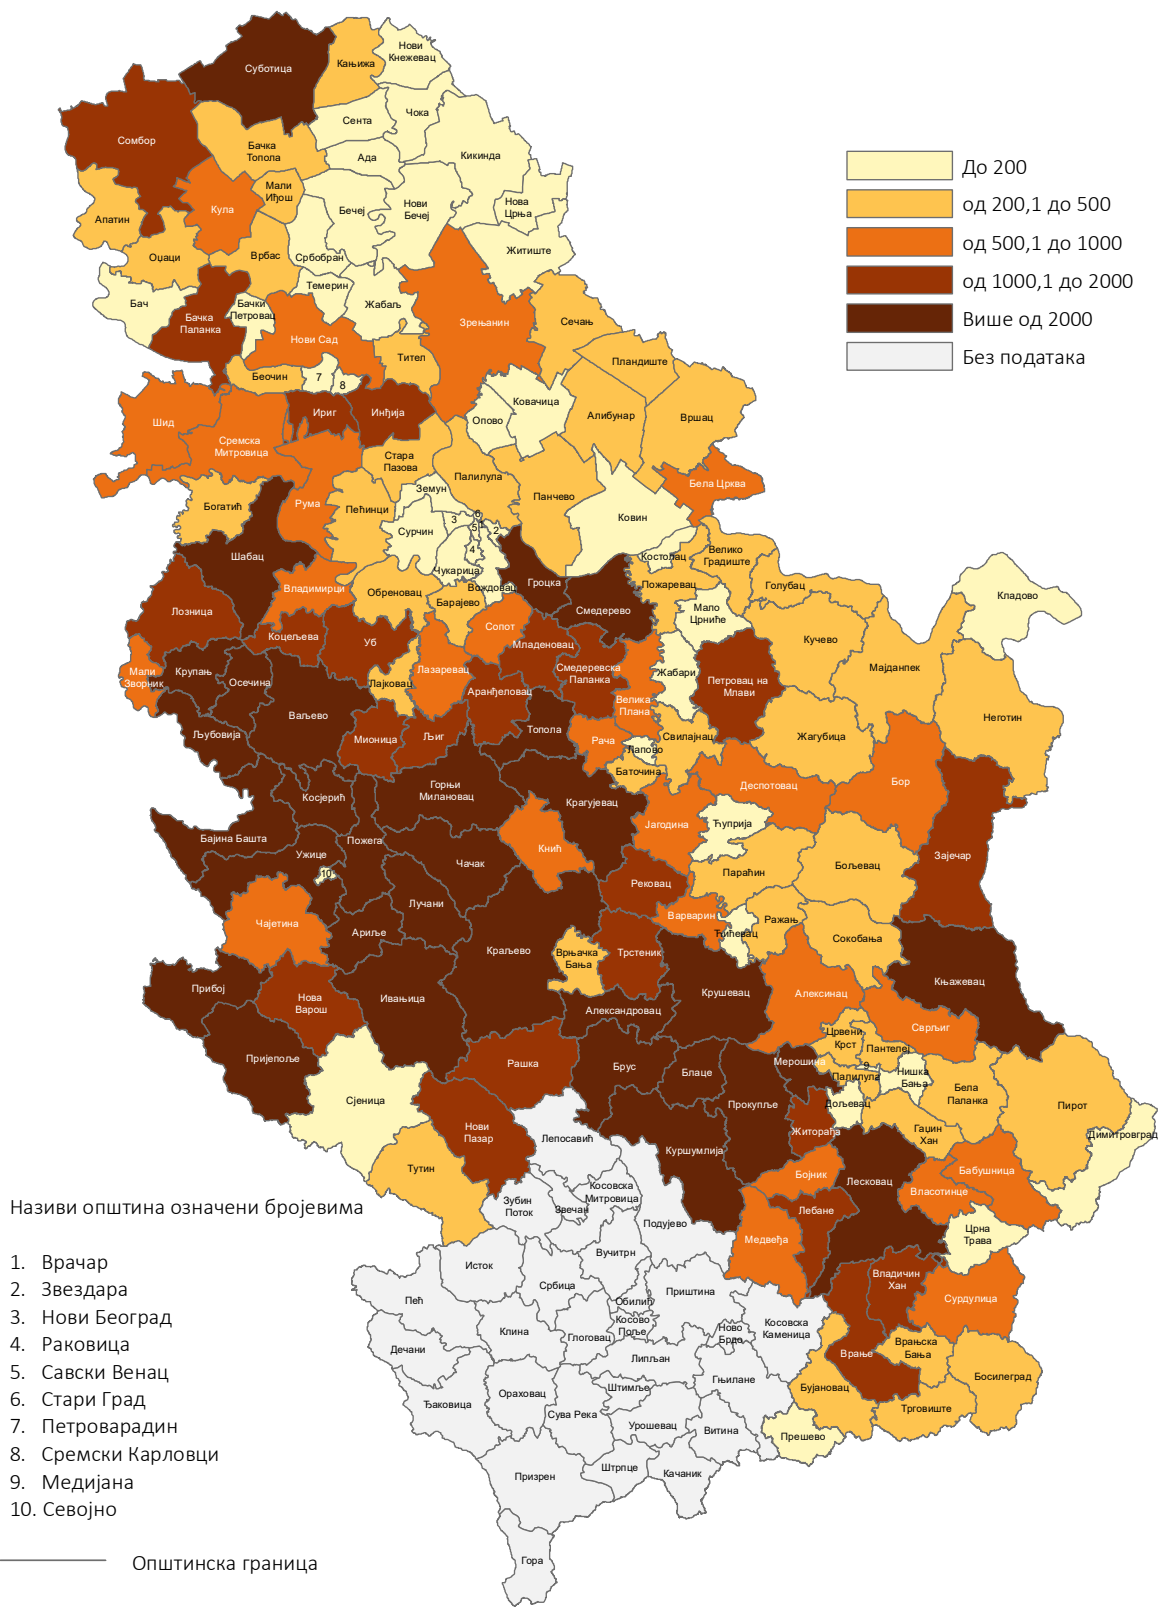 Нови
Кнежевац
Кањижа
Суботица
Чока
Сента
Сомбор
Бачка
Топола
Ада
Кикинда
Мали
Иђош
Нова
Црња
Нови
Бечеј
Бечеј
Кула
Апатин
Житиште
Врбас
Србобран
Оџаци
Темерин
Жабаљ
Бач
Бачки
Петровац
Бачка
Паланка
Зрењанин
Сечањ
Нови Сад
Тител
Пландиште
Беочин
7
8
Ковачица
Опово
Алибунар
Вршац
Ириг
Инђија
Шид
Сремска
Митровица
Стара
Пазова
Палилула
Бела Црква
Земун
Панчево
Богатић
Рума
Пећинци
Ковин
Сурчин
3
6
1
5
2
4
Шабац
Чукарица
Вождовац
Костолац
Велико
Градиште
Гроцка
Пожаревац
Голубац
Владимирци
Обреновац
Барајево
Смедерево
Мало
Црниће
Кладово
Лозница
Сопот
Коцељева
Уб
Младеновац
Кучево
Мајданпек
Мали
Зворник
Крупањ
Осечина
Лајковац
Лазаревац
Смедеревска
Паланка
Жабари
Петровац на
Млави
Аранђеловац
Велика
Плана
Неготин
Љубовија
Ваљево
Мионица
Љиг
Топола
Рача
Лапово
Свилајнац
Жагубица
Баточина
Горњи
Милановац
Деспотовац
Бор
Косјерић
Крагујевац
Јагодина
Ћуприја
Бајина Башта
Пожега
Ужице
Кнић
Зајечар
10
Чачак
Параћин
Бољевац
Рековац
Лучани
Чајетина
Варварин
Ражањ
Ариље
Ћићевац
Сокобања
Краљево
Врњачка
Бања
Трстеник
Прибој
Нова
Варош
Ивањица
Крушевац
Алексинац
Књажевац
Александровац
Сврљиг
Пријепоље
Црвени
Крст
Пантелеј
Рашка
Брус
Блаце
Мерошина
9
Палилула
Нишка
Бања
Сјеница
Прокупље
Дољевац
Бела
Паланка
Пирот
Нови
Пазар
Лепосавић
Куршумлија
Житорађа
Гаџин
Хан
Димитровград
Тутин
Бојник
Лесковац
Бабушница
Власотинце
Косовска
Митровица
Зубин
Поток
Звечан
Подујево
Лебане
Медвеђа
Црна
Трава
Вучитрн
Исток
Србица
Владичин
Хан
Пећ
Обилић
Приштина
Сурдулица
Клина
Глоговац
Косово
Поље
Ново
Брдо
Косовска
Каменица
Дечани
Липљан
Врање
Врањска
Бања
Гњилане
Бујановац
Босилеград
Ђаковица
Ораховац
Штимље
Сува Река
Трговиште
Урошевац
Витина
Прешево
Призрен
Штрпце
Качаник
Гора
До 200
од 200,1 до 500
од 500,1 до 1000
од 1000,1 до 2000
Више од 2000
Без података
Називи општина означени бројевима
1. Врачар
2. Звездара
3. Нови Београд
4. Раковица
5. Савски Венац
6. Стари Град
7. Петроварадин
8. Сремски Карловци
9. Медијана
10. Севојно
Општинска граница